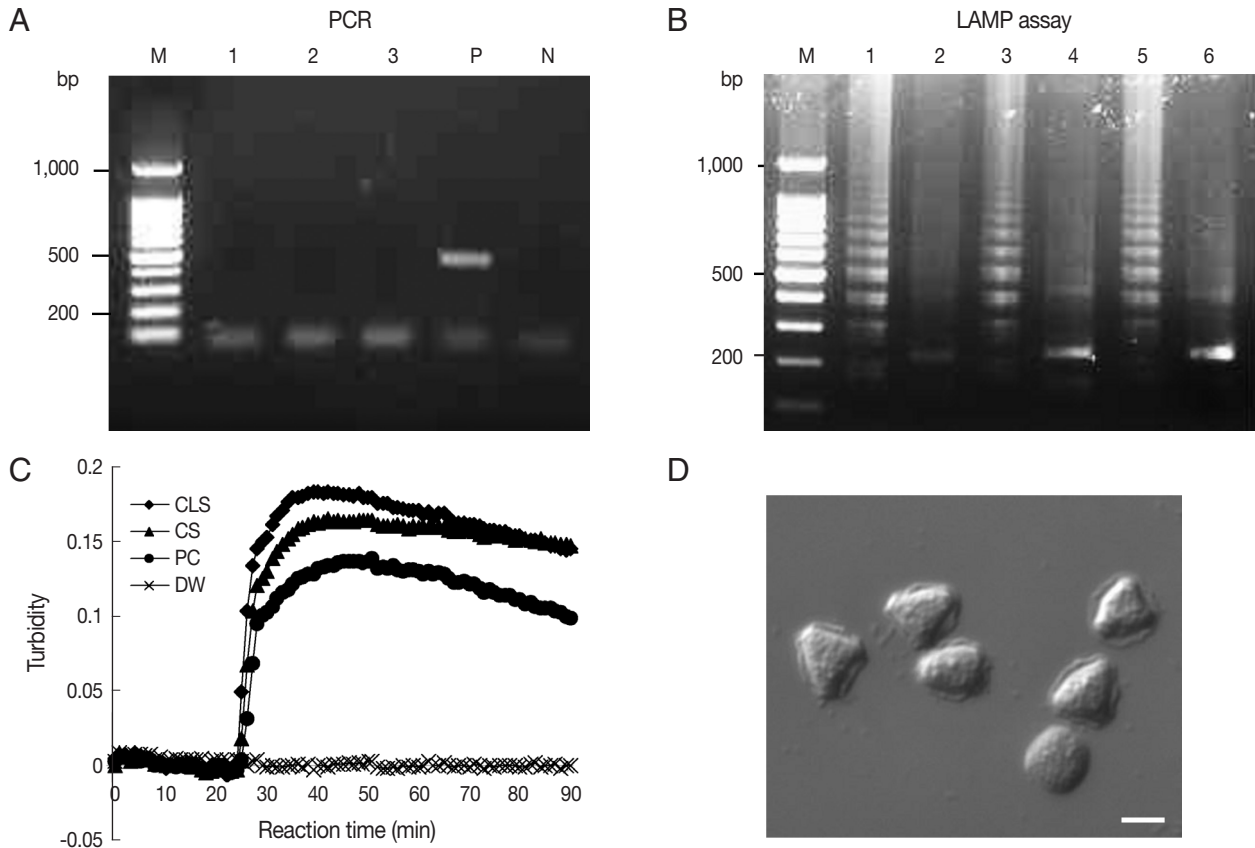 A
PCR
M 1 2 3 P N
bp
1,000
500
200
B
LAMP assay
M 1 2 3 4 5 6
bp
1,000
500
200
C
0.2
0.15
0.1
0.05
0
-0.05
Turbidity
CLS
CS
PC
DW
0 10 20 30 40 50 60 70 80 90
Reaction time (min)
D